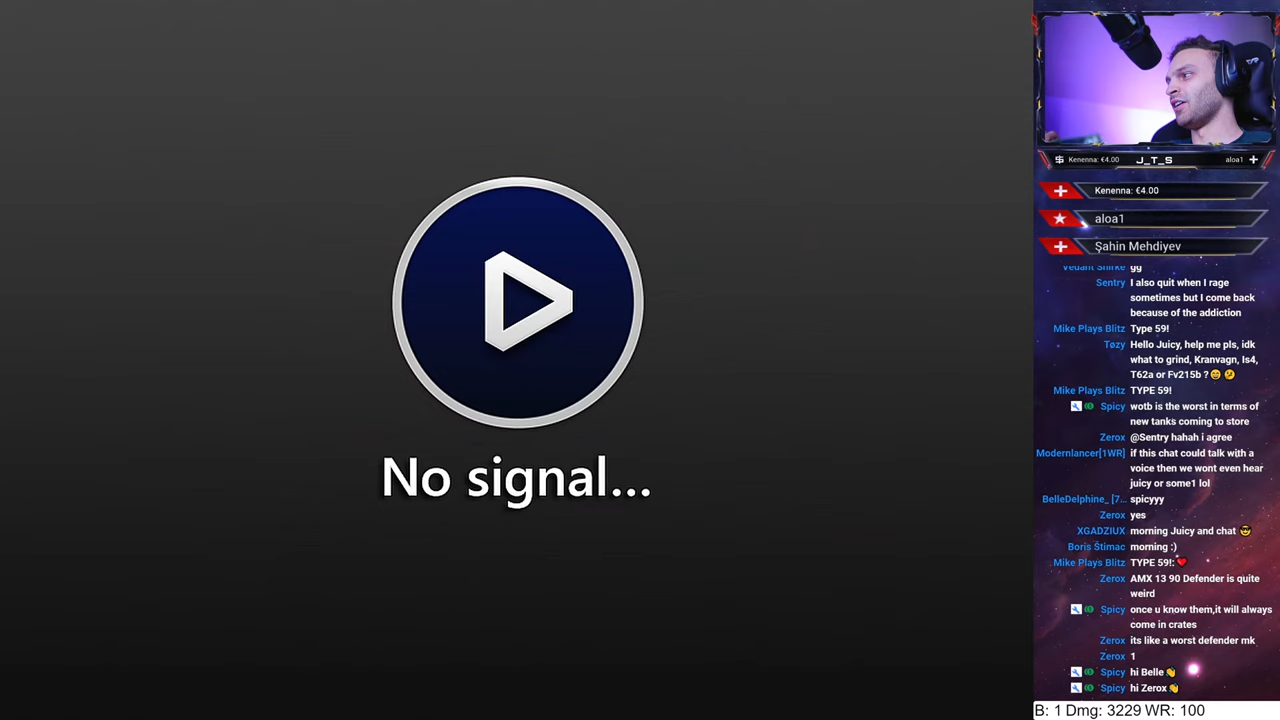 No signal...
Kenenna: €4.00
J_T_S
aloa1
Kenenna: €4.00
aloa1
Şahin Mehdiyev
Vedant Shirke gg
Sentry I also quit when I rage
sometimes but I come back
because of the addiction
Mike Plays Blitz Type 59!
Tøzy Hello Juicy, help me pls, idk
what to grind, Kranvagn, Is4,
T62a or Fv215b ?😄 🤔
Mike Plays Blitz TYPE 59!
Spicy wotb is the worst in terms of
new tanks coming to store
Zerox @Sentry hahah i agree
Modernlancer[1WR] if this chat could talk with a
voice then we wont even hear
juicy or some1 lol
BelleDelphine_ [7... spicyyy
Zerox yes
XGADZIUX morning Juicy and chat 😎
Boris Štimac morning :)
Mike Plays Blitz TYPE 59!:❤️
Zerox AMX 13 90 Defender is quite
weird
Spicy once u know them,it will always
come in crates
Zerox its like a worst defender mk
Zerox 1
Spicy hi Belle 👏
Spicy hi Zerox 👏
B: 1 Dmg: 3229 WR: 100